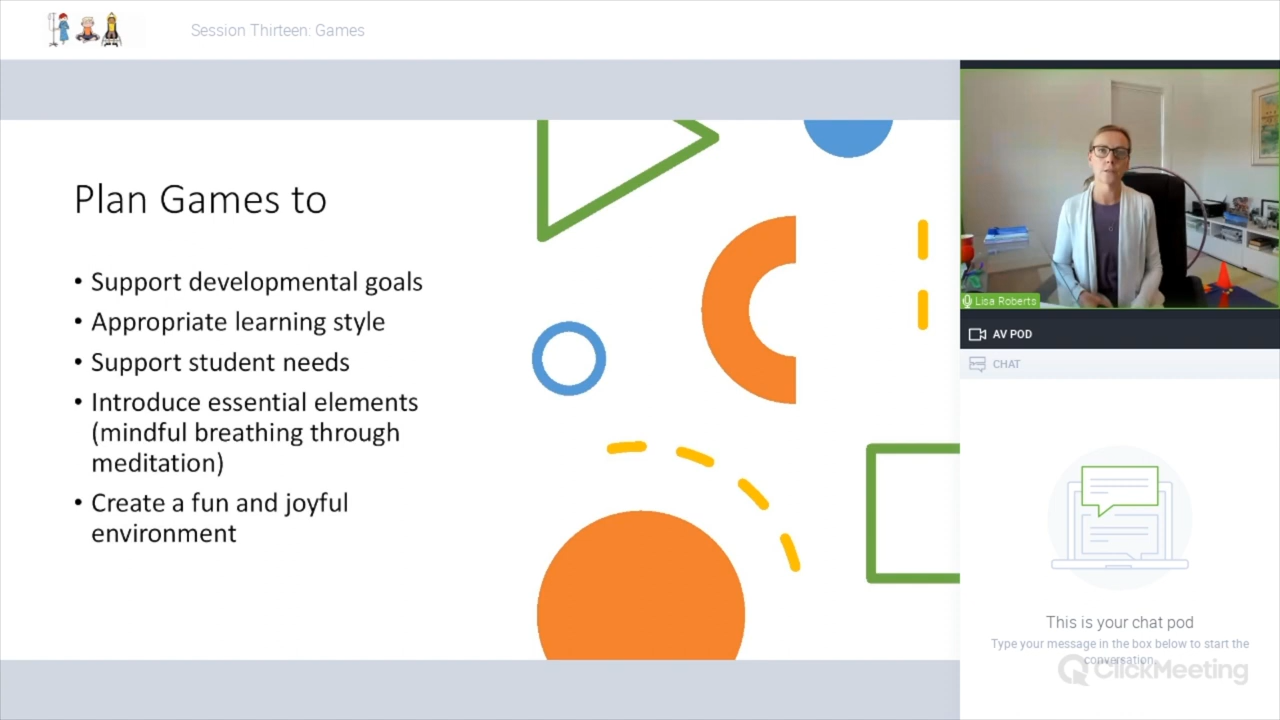 Session Thirteen: Games
Plan Games to
• Support developmental goals
• Appropriate learning style
• Support student needs
• Introduce essential elements
(mindful breathing through
meditation)
• Create a fun and joyful
environment
Lisa Roberts
AV POD
CHAT
This is your chat pod
Type your message in the box below to start the
conversation.
ClickMeeting